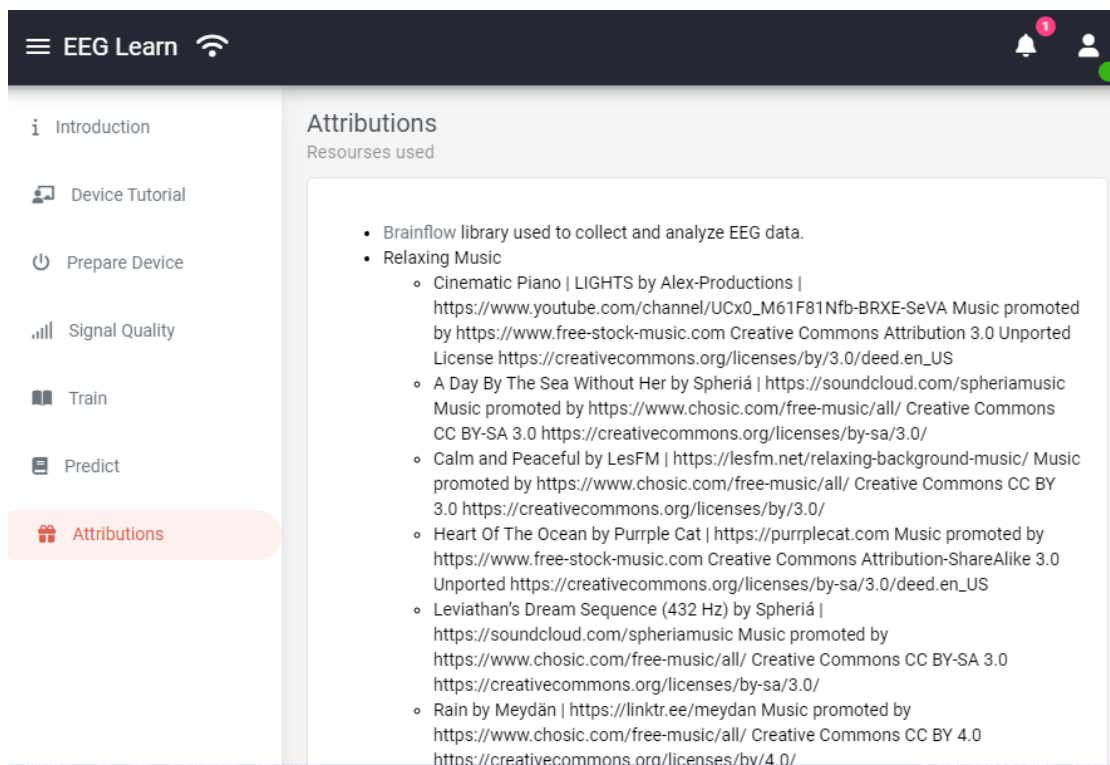 EEG Learn
1
Introduction
Device Tutorial
Prepare Device
Signal Quality
Train
Predict
Attributions
Attributions
Resourses used
Brainflow library used to collect and analyze EEG data.
Relaxing Music
Cinematic Piano | LIGHTS by Alex-Productions |
https://www.youtube.com/channel/UCx0_M61F81Nfb-BRXE-SeVA Music promoted
by https://www.free-stock-music.com Creative Commons Attribution 3.0 Unported
License https://creativecommons.org/licenses/by/3.0/deed.en_US
A Day By The Sea Without Her by Spheriá | https://soundcloud.com/spheriamusic
Music promoted by https://www.chosic.com/free-music/all/ Creative Commons
CC BY-SA 3.0 https://creativecommons.org/licenses/by-sa/3.0/
Calm and Peaceful by LesFM | https://lesfm.net/relaxing-background-music/ Music
promoted by https://www.chosic.com/free-music/all/ Creative Commons CC BY
3.0 https://creativecommons.org/licenses/by/3.0/
Heart Of The Ocean by Purrple Cat | https://purrplecat.com Music promoted by
https://www.free-stock-music.com Creative Commons Attribution-ShareAlike 3.0
Unported https://creativecommons.org/licenses/by-sa/3.0/deed.en_US
Leviathan’s Dream Sequence (432 Hz) by Spheriá |
https://soundcloud.com/spheriamusic Music promoted by
https://www.chosic.com/free-music/all/ Creative Commons CC BY-SA 3.0
https://creativecommons.org/licenses/by-sa/3.0/
Rain by Meydän | https://linktr.ee/meydan Music promoted by
https://www.chosic.com/free-music/all/ Creative Commons CC BY 4.0
https://creativecommons.org/licenses/by/4.0/